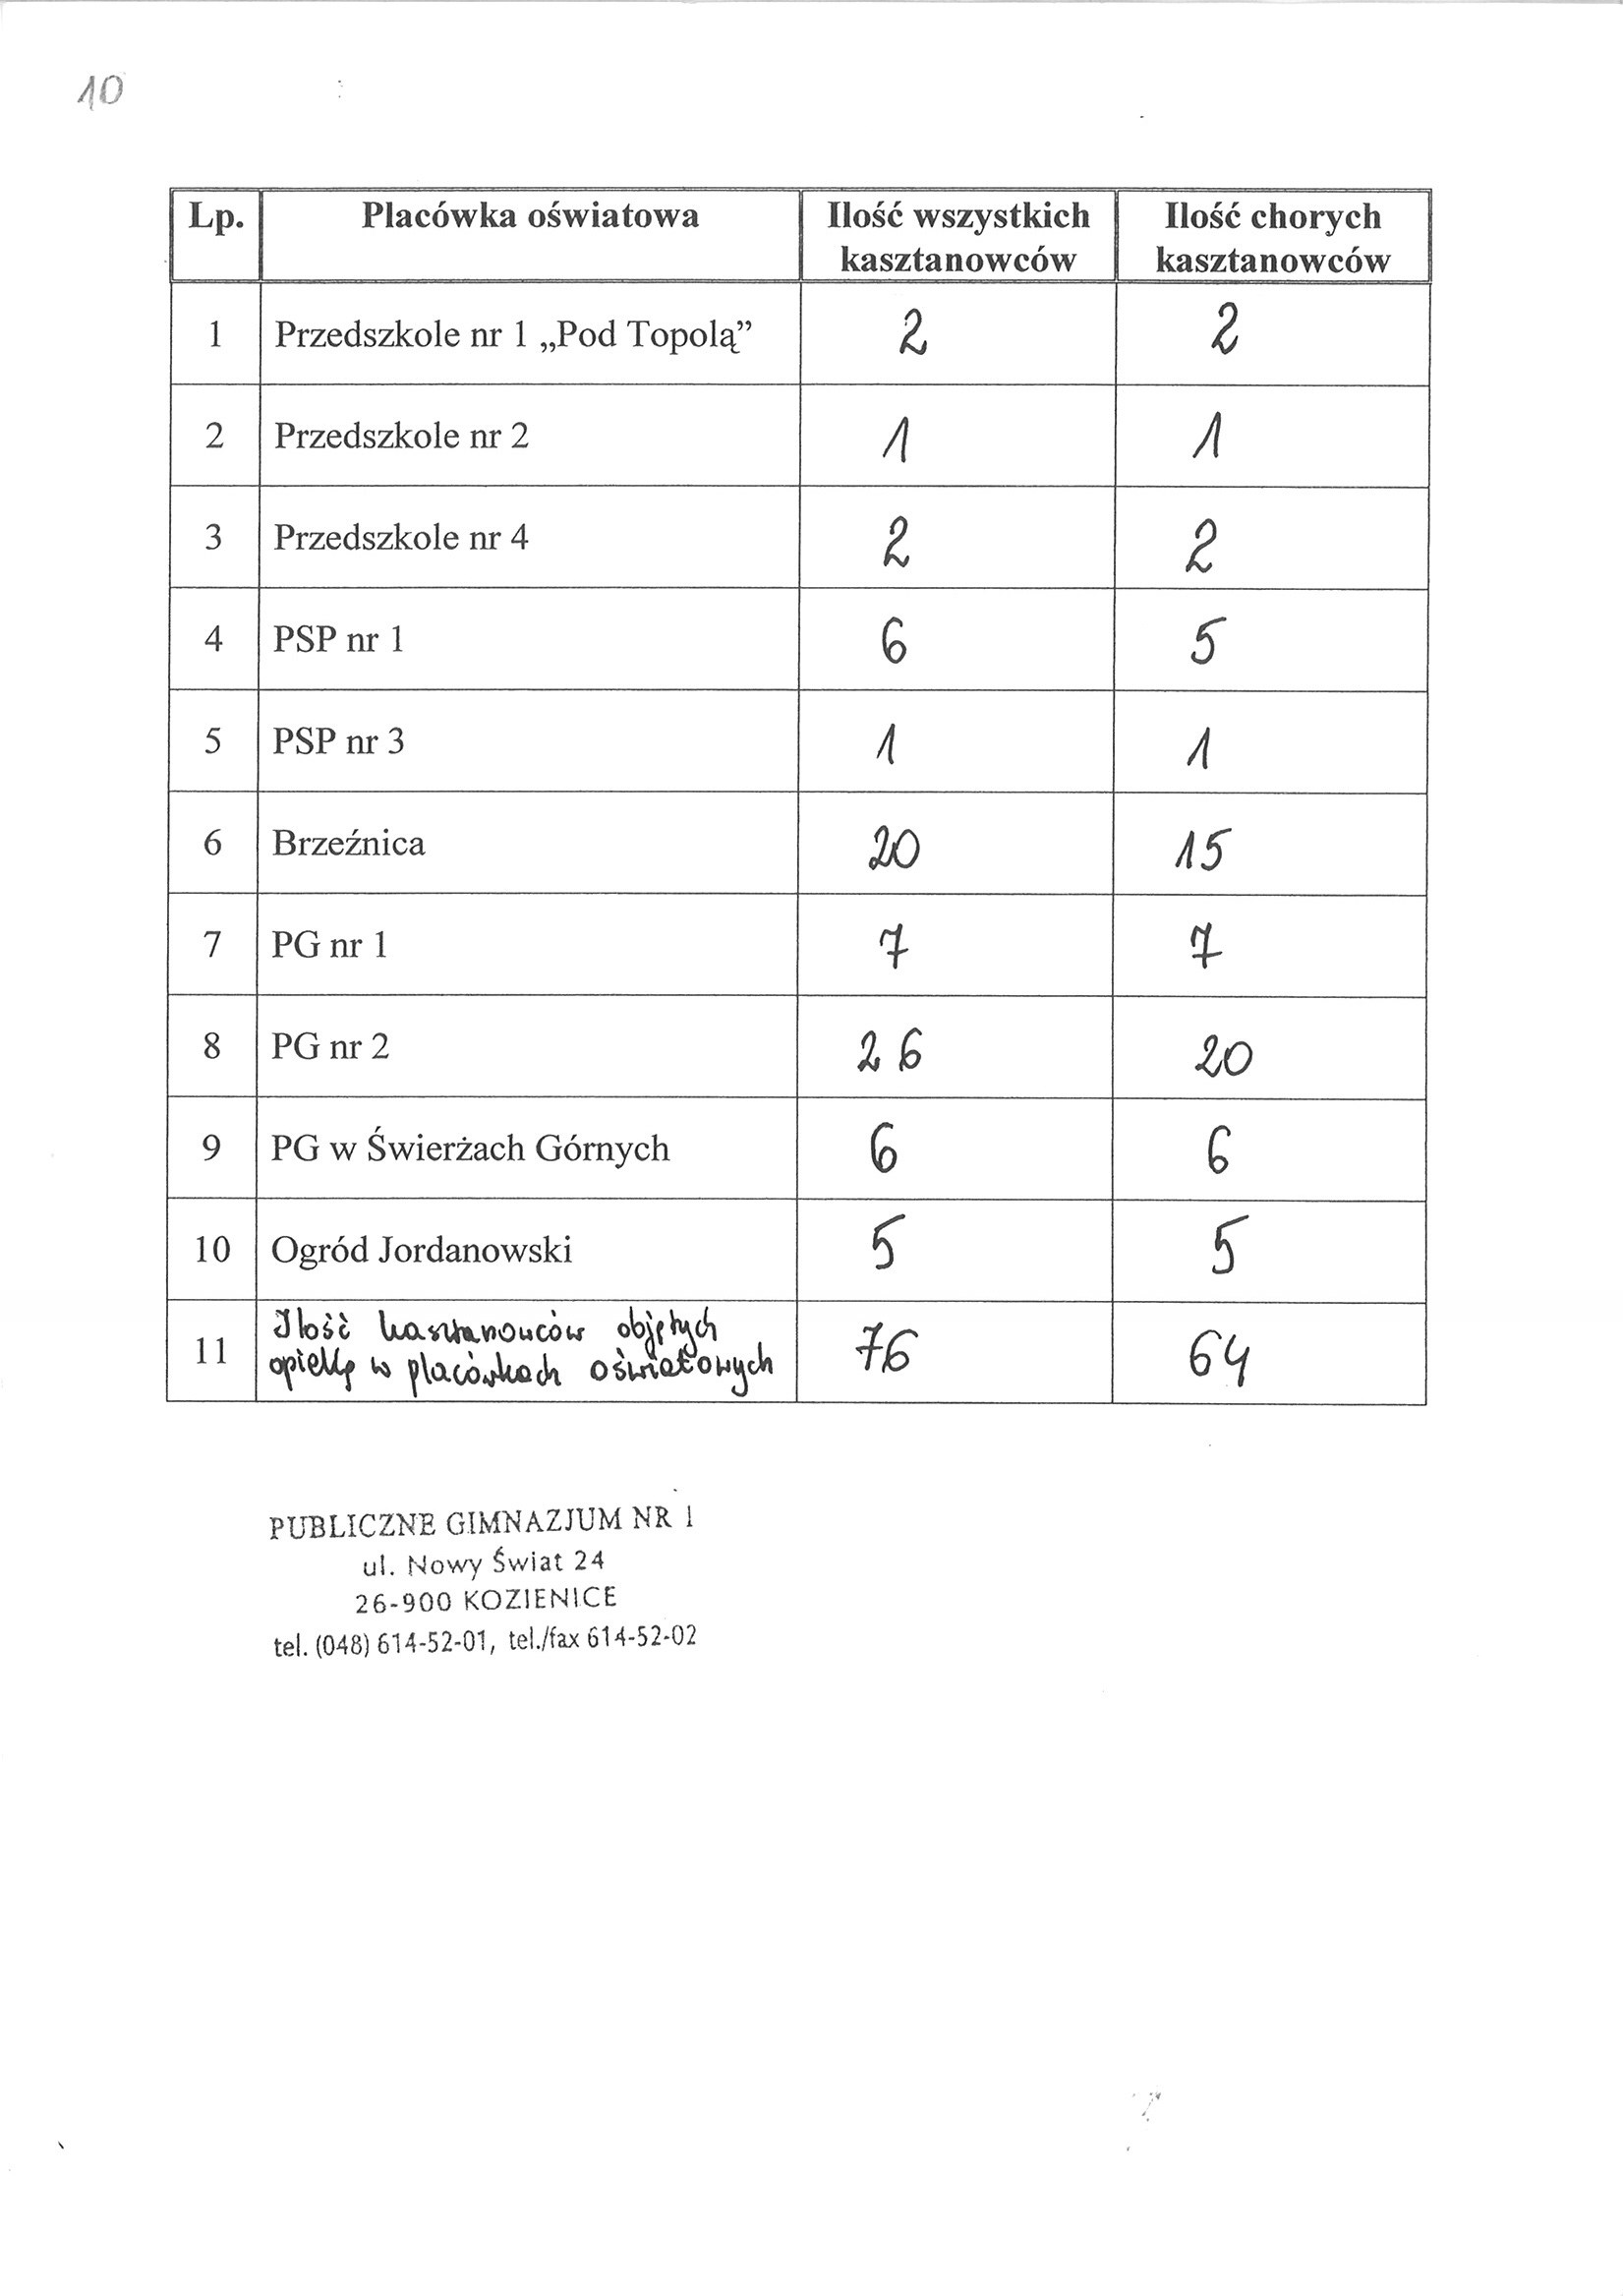 10
Lp. Placówka oświatowa Ilość wszystkich Ilość chorych
kasztanowców kasztanowców
1 Przedszkole nr 1 „Pod Topolą” 2 2
2 Przedszkole nr 2 1 1
3 Przedszkole nr 4 2 2
4 PSP nr 1 6 5
5 PSP nr 3 1 1
6 Brzeźnica 20 15
7 PG nr 1 7 7
8 PG nr 2 26 20
9 PG w Świerżach Górnych 6 6
10 Ogród Jordanowski 5 5
11 Ilość kasztanowców objętych 76 64
opieką w placówkach oświatowych
PUBLICZNE GIMNAZJUM NR 1
ul. Nowy Świat 24
26-900 KOZIENICE
tel. (048) 614-52-01, tel./fax 614-52-02